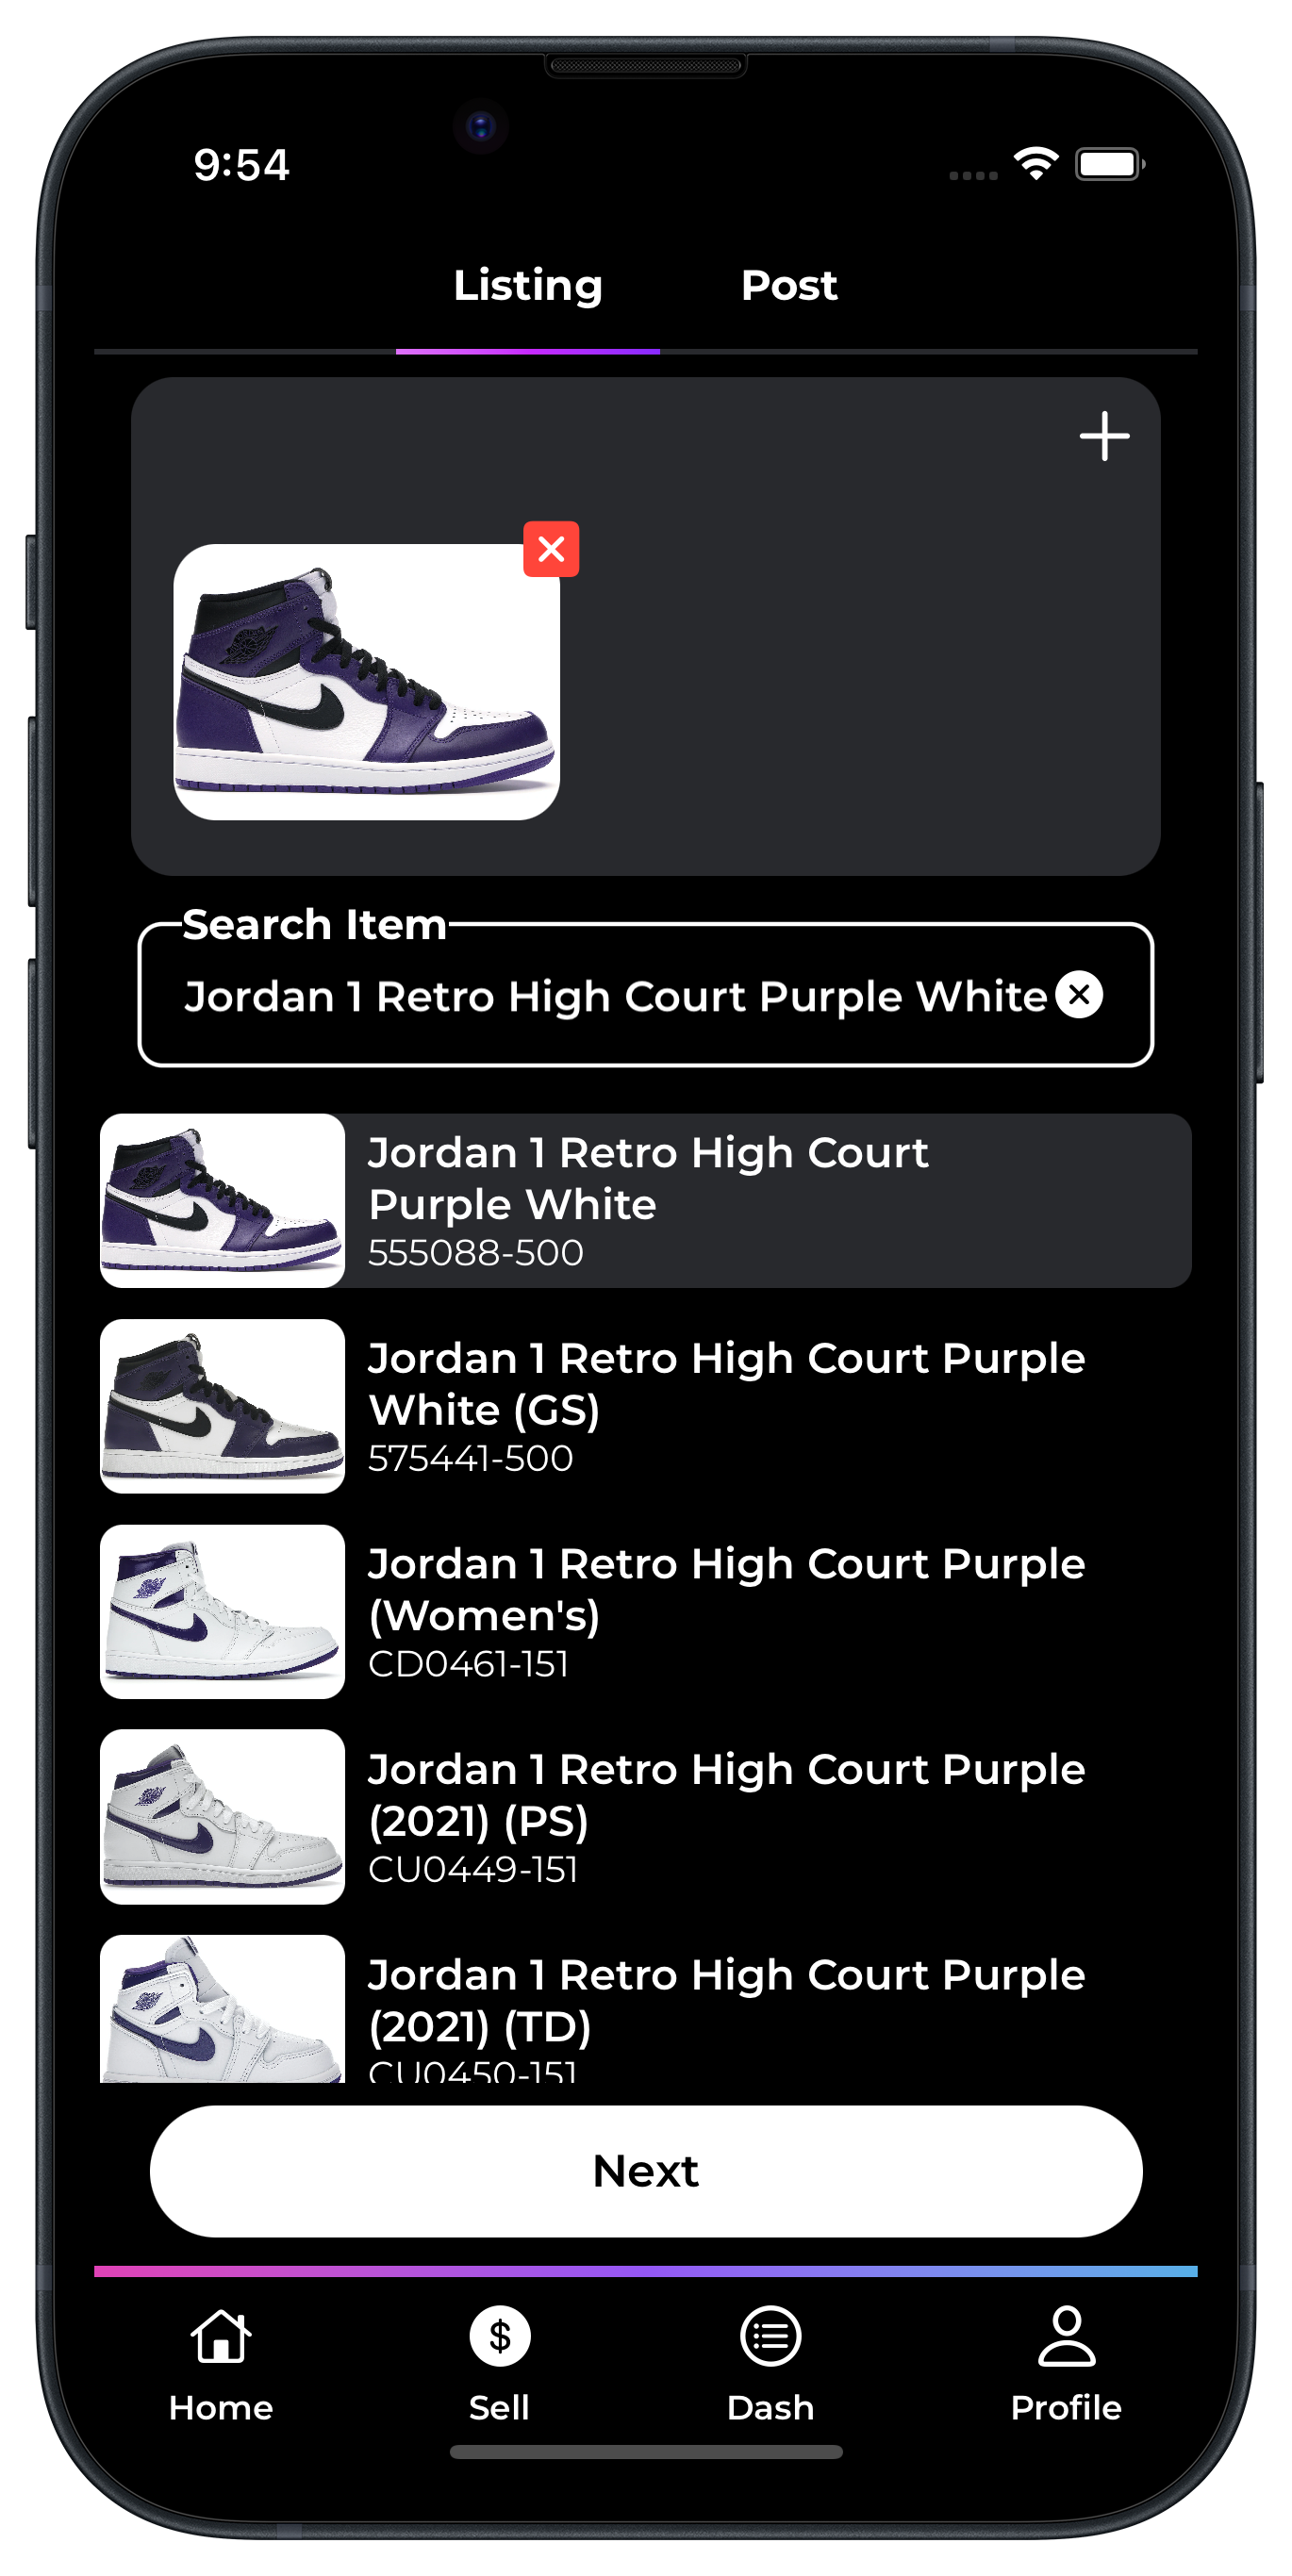 9:54
Listing Post
Search Item
Jordan 1 Retro High Court Purple White
Jordan 1 Retro High Court
Purple White
555088-500
Jordan 1 Retro High Court Purple
White (GS)
575441-500
Jordan 1 Retro High Court Purple
(Women's)
CD0461-151
Jordan 1 Retro High Court Purple
(2021) (PS)
CU0449-151
Jordan 1 Retro High Court Purple
(2021) (TD)
CU0450-151
Next
$
Home Sell Dash Profile